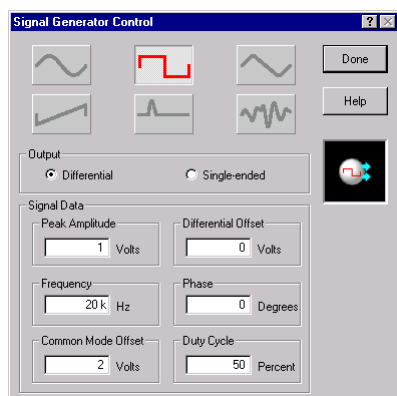 Signal Generator Control
Done
Help
Output
Differential Single-ended
Signal Data
Peak Amplitude Differential Offset
1 Volts 0 Volts
Frequency Phase
20 k Hz 0 Degrees
Common Mode Offset Duty Cycle
2 Volts 50 Percent